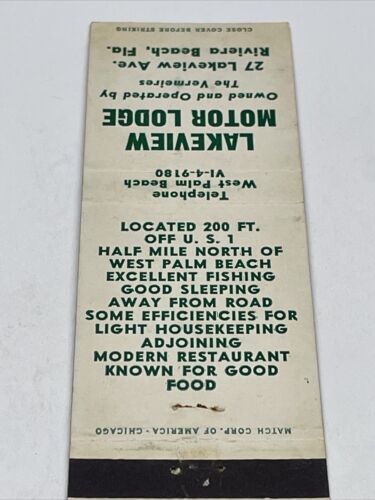 CLOSE COVER BEFORE STRIKING
LAKEVIEW
MOTOR LODGE
Owned and Operated by
The Vermeires
27 Lakeview Ave.
Riviera Beach, Fla.
Telephone
West Palm Beach
VI-4-9180
LOCATED 200 FT.
OFF U. S. 1
HALF MILE NORTH OF
WEST PALM BEACH
EXCELLENT FISHING
GOOD SLEEPING
AWAY FROM ROAD
SOME EFFICIENCIES FOR
LIGHT HOUSEKEEPING
ADJOINING
MODERN RESTAURANT
KNOWN FOR GOOD
FOOD
MATCH CORP. OF AMERICA - CHICAGO